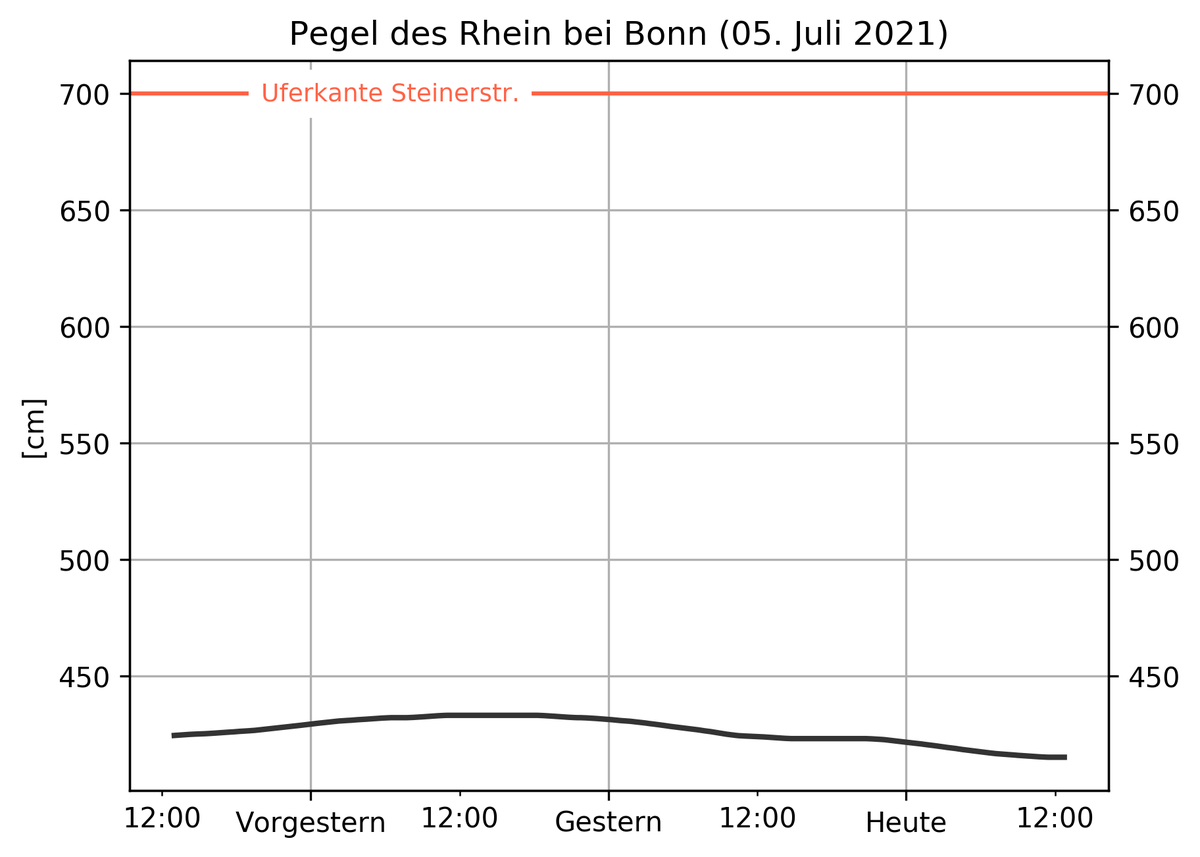 Pegel des Rhein bei Bonn (05. Juli 2021)
700 Uferkante Steinerstr. 700
650 650
600 600
[cm]
550 550
500 500
450 450
12:00 Vorgestern 12:00 Gestern 12:00 Heute 12:00